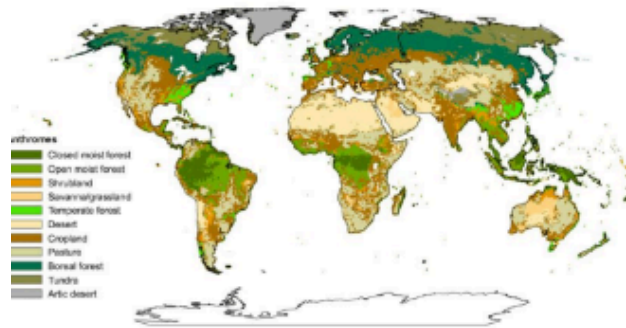 nthromes
Closed moist forest
Open moist forest
Shrubland
Savanna/grassland
Temperate forest
Desert
Cropland
Pasture
Boreal forest
Tundra
Artic desert